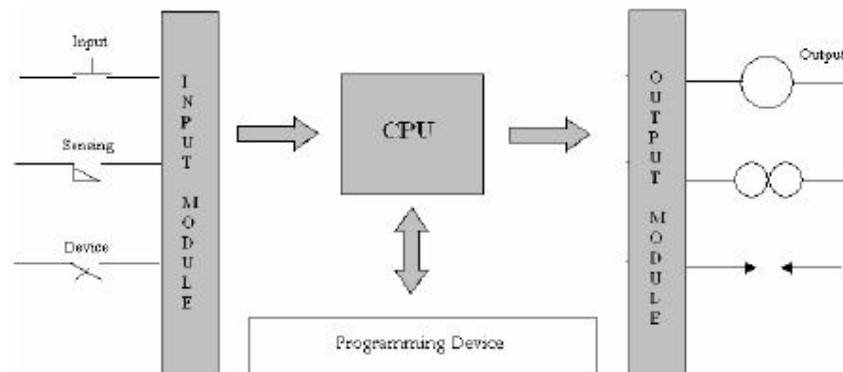 Input
Sensing
Device
INPUT MODULE
CPU
Programming Device
OUTPUT MODULE
Output